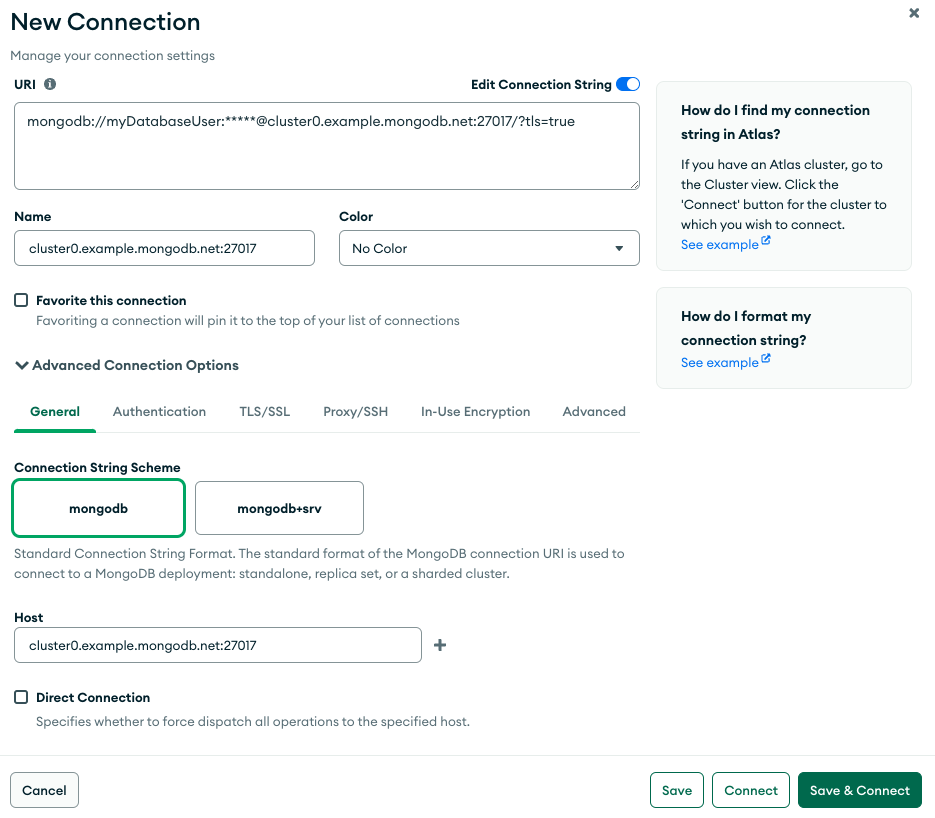 New Connection
Manage your connection settings
URI
Edit Connection String
mongodb://myDatabaseUser:*****@cluster0.example.mongodb.net:27017/?tls=true
Name
Color
cluster0.example.mongodb.net:27017
No Color
Favorite this connection
Favoriting a connection will pin it to the top of your list of connections
Advanced Connection Options
General
Authentication
TLS/SSL
Proxy/SSH
In-Use Encryption
Advanced
Connection String Scheme
mongodb
mongodb+srv
Standard Connection String Format. The standard format of the MongoDB connection URI is used to
connect to a MongoDB deployment: standalone, replica set, or a sharded cluster.
Host
cluster0.example.mongodb.net:27017
Direct Connection
Specifies whether to force dispatch all operations to the specified host.
How do I find my connection
string in Atlas?
If you have an Atlas cluster, go to
the Cluster view. Click the
'Connect' button for the cluster to
which you wish to connect.
See example
How do I format my
connection string?
See example
Cancel
Save
Connect
Save & Connect